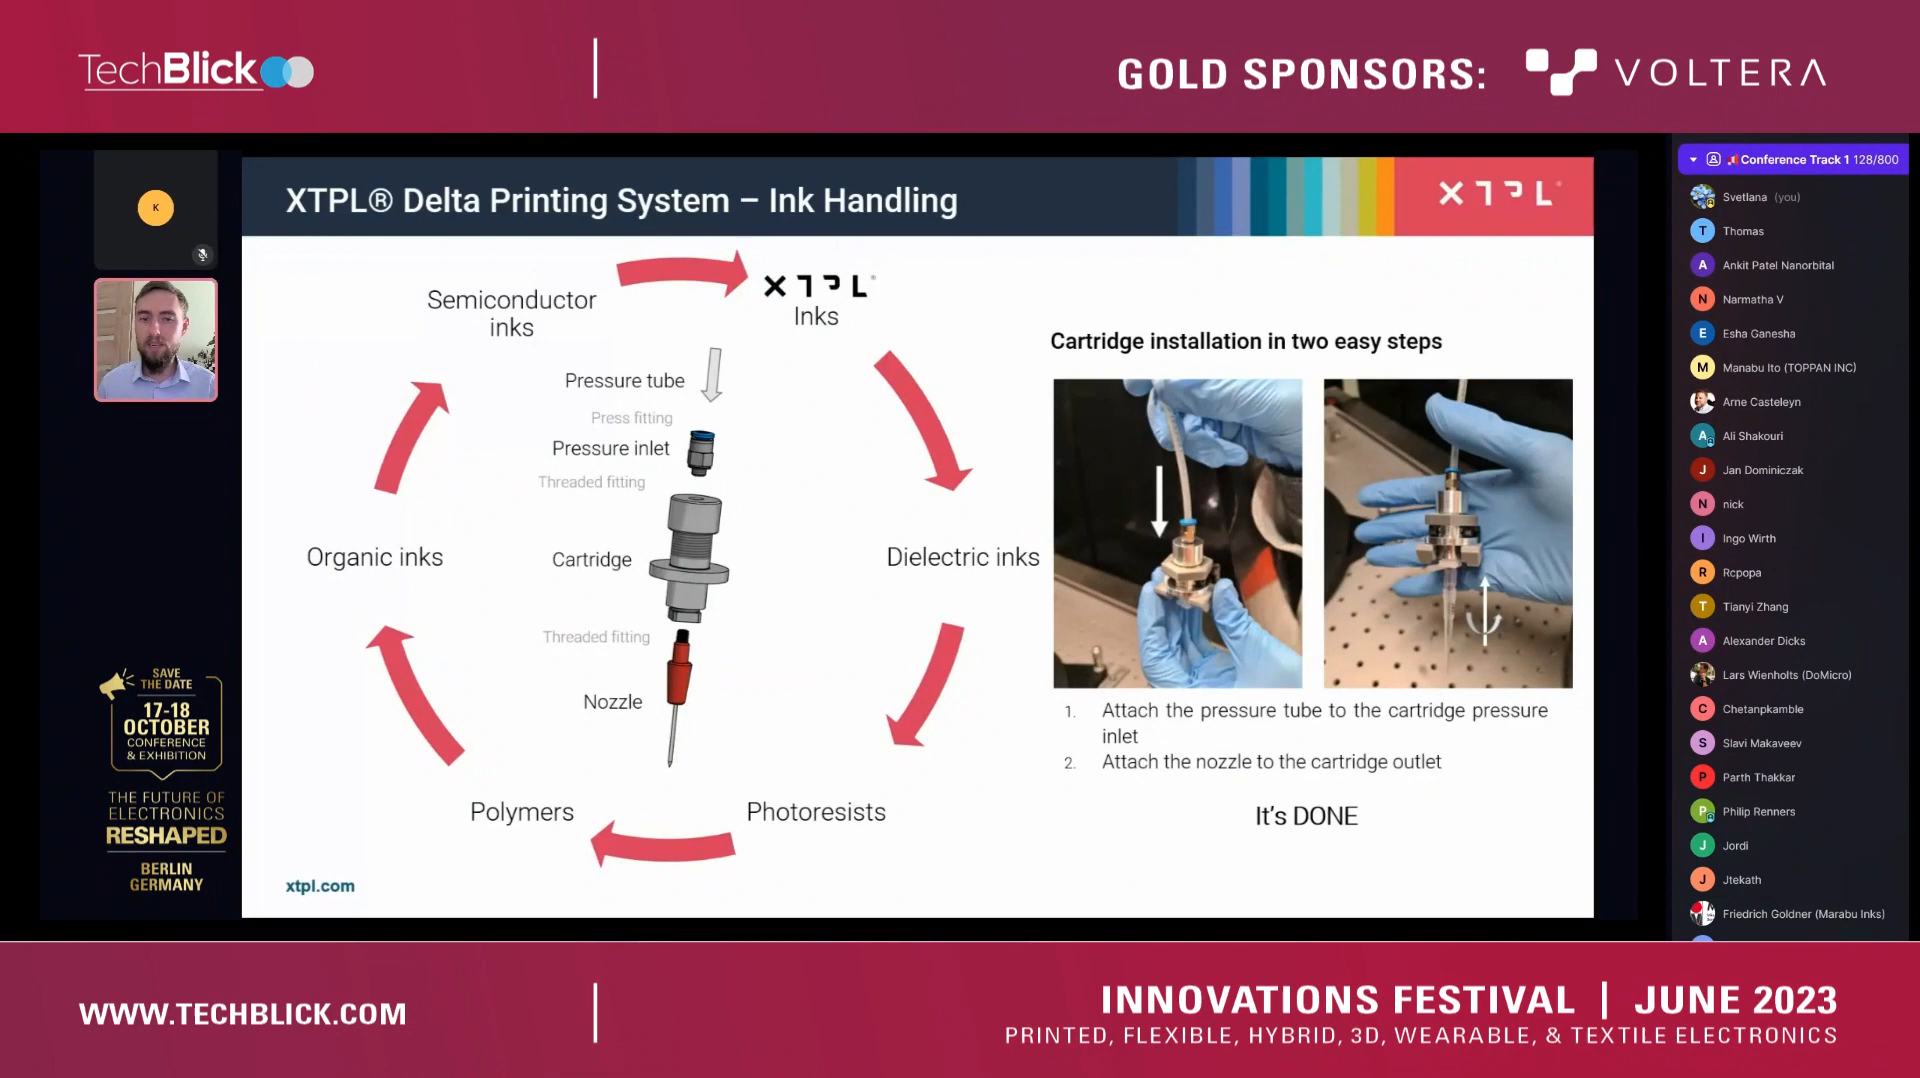 TechBlick
GOLD SPONSORS:
VOLTERA
K
XTPL® Delta Printing System – Ink Handling
XTPL®
Semiconductor
inks
XTPL®
Inks
Pressure tube
Press fitting
Pressure inlet
Threaded fitting
Organic inks
Cartridge
Dielectric inks
Threaded fitting
Nozzle
Polymers
Photoresists
xtpl.com
Cartridge installation in two easy steps
1. Attach the pressure tube to the cartridge pressure
inlet
2. Attach the nozzle to the cartridge outlet
It's DONE
SAVE
THE DATE
17-18
OCTOBER
CONFERENCE
& EXHIBITION
THE FUTURE OF
ELECTRONICS
RESHAPED
BERLIN
GERMANY
Conference Track 1 128/800
Svetlana (you)
T Thomas
A Ankit Patel Nanorbital
N Narmatha V
E Esha Ganesha
M Manabu Ito (TOPPAN INC)
Arne Casteleyn
A Ali Shakouri
J Jan Dominiczak
N nick
I Ingo Wirth
R Rcpopa
T Tianyi Zhang
A Alexander Dicks
Lars Wienholts (DoMicro)
C Chetanpkamble
S Slavi Makaveev
P Parth Thakkar
P Philip Renners
J Jordi
J Jtekath
Friedrich Goldner (Marabu Inks)
WWW.TECHBLICK.COM
INNOVATIONS FESTIVAL | JUNE 2023
PRINTED, FLEXIBLE, HYBRID, 3D, WEARABLE, & TEXTILE ELECTRONICS